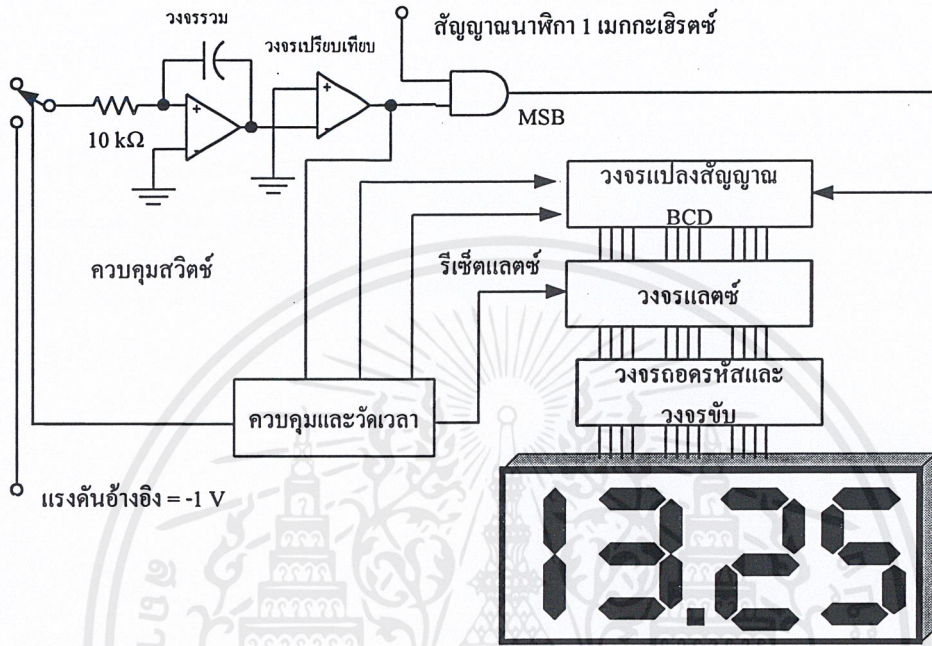 วงจรรวม
สัญญาณนาฬิกา 1 เมกกะเฮิรตซ์
วงจรเปรียบเทียบ
+
-
+
-
10 kΩ
MSB
วงจรแปลงสัญญาณ
BCD
ควบคุมสวิตช์
รีเซ็ตแลตซ์
วงจรแลตซ์
วงจรถอดรหัสและ
วงจรขับ
ควบคุมและวัดเวลา
แรงดันอ้างอิง = -1 V
13.25